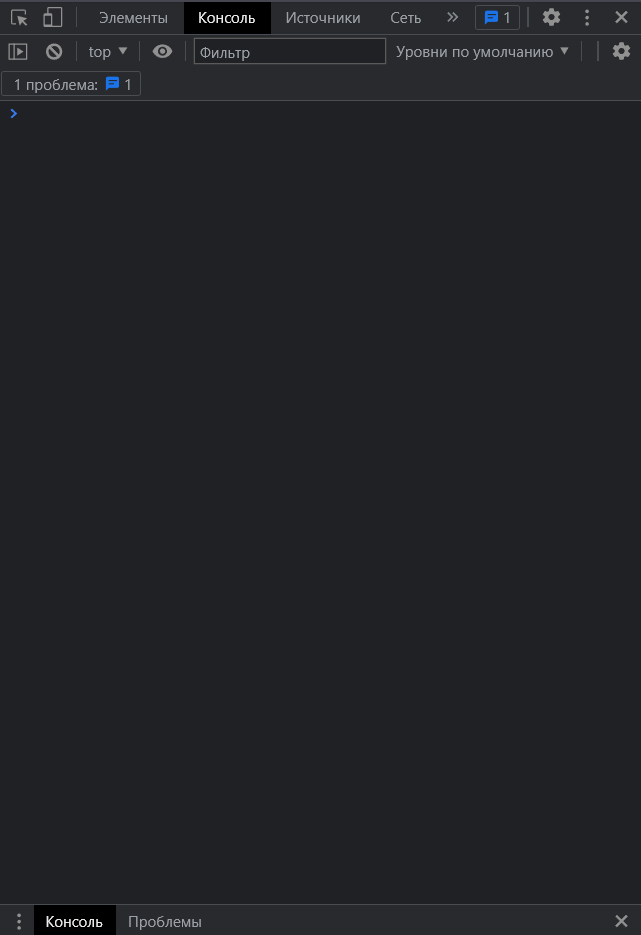 Элементы Консоль Источники Сеть 1
top Фильтр Уровни по умолчанию
1 проблема: 1
Консоль Проблемы